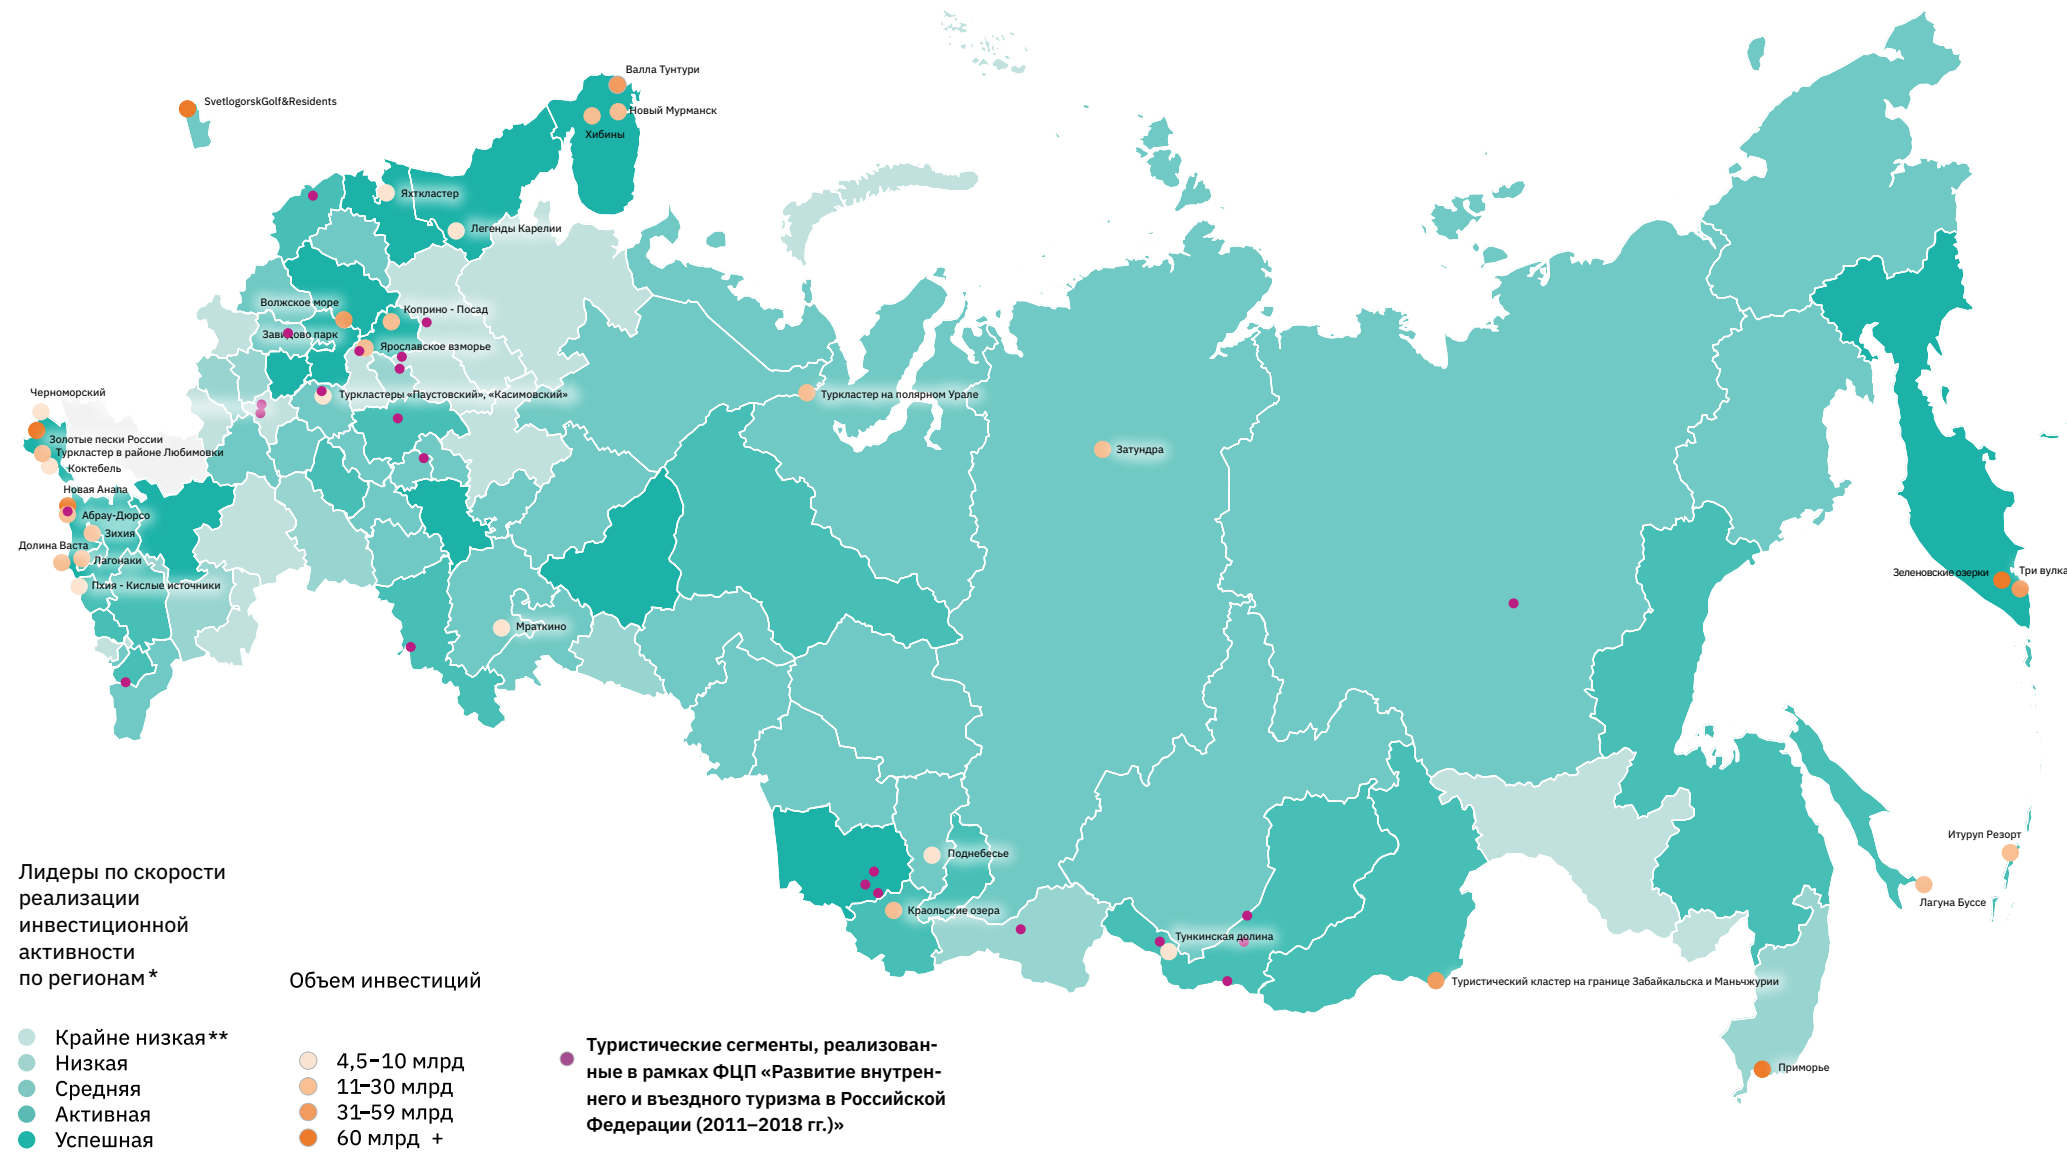 Валла Тунтури
SvetlogorskGolf&Residents
Новый Мурманск
Хибины
Яхткластер
Легенды Карелии
Волжское море
Коприно - Посад
Завидово парк
Ярославское взморье
Черноморский
Туркластеры «Паустовский», «Касимовский»
Туркластер на полярном Урале
Золотые пески России
Туркластер в районе Любимовки
Затундра
Коктебель
Новая Анапа
Абрау-Дюрсо
Зихия
Долина Васта
Лагонаки
Зеленовские озерки
Три вулка
Пхия - Кислые источники
Мраткино
Итуруп Резорт
Поднебесье
Лагуна Буссе
Краольские озера
Тункинская долина
Туристический кластер на границе Забайкальска и Маньчжурии
Приморье
Лидеры по скорости
реализации
инвестиционной
активности
по регионам*
Крайне низкая**
Низкая
Средняя
Активная
Успешная
Объем инвестиций
4,5–10 млрд
11–30 млрд
31–59 млрд
60 млрд +
Туристические сегменты, реализован-
ные в рамках ФЦП «Развитие внутрен-
него и въездного туризма в Российской
Федерации (2011–2018 гг.)»